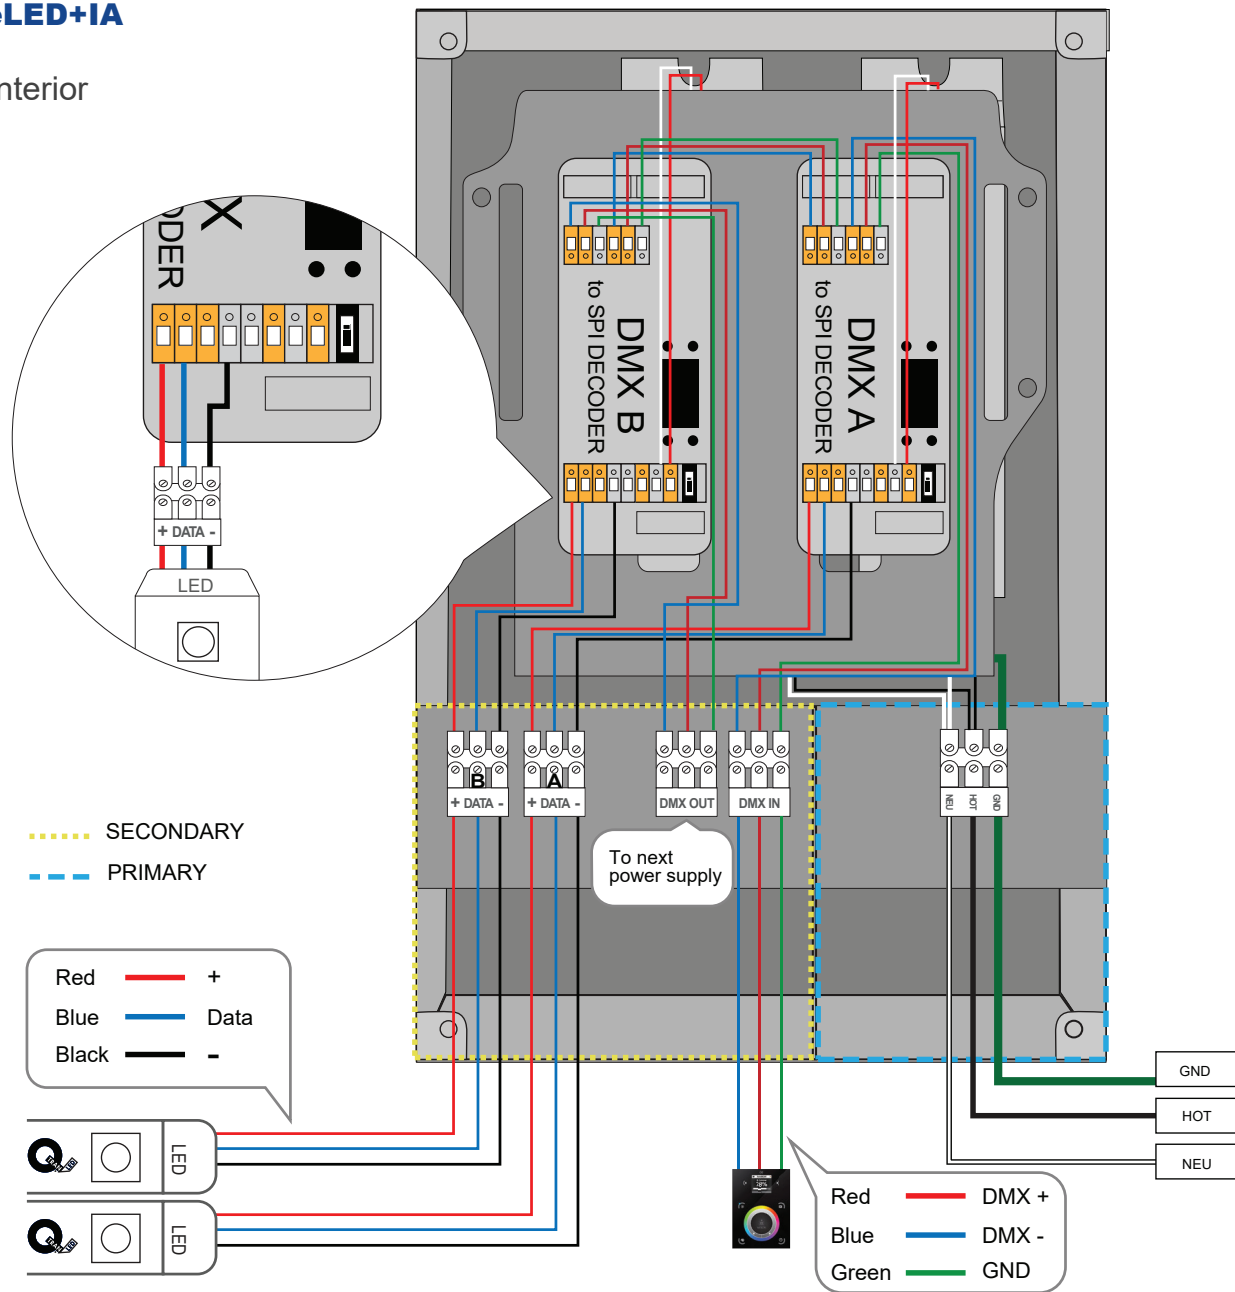 eLED+IA
nterior
DECODER
X
+ DATA -
LED
DMX B
to SPI DECODER
DMX A
to SPI DECODER
B
+ DATA -
A
+ DATA -
DMX OUT
DMX IN
NEU
HOT
GND
To next
power supply
SECONDARY
PRIMARY
Red +
Blue Data
Black -
LED
LED
GND
HOT
NEU
Red DMX +
Blue DMX -
Green GND